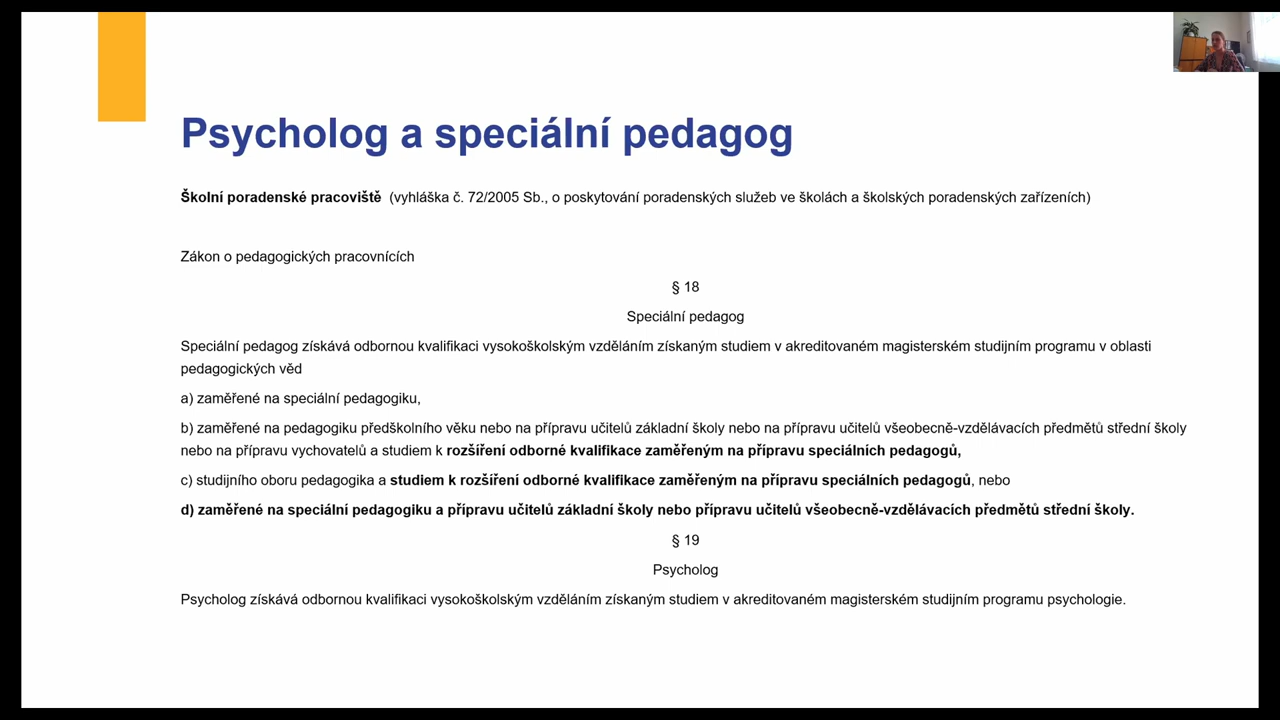 Psycholog a speciální pedagog
Školní poradenské pracoviště (vyhláška č. 72/2005 Sb., o poskytování poradenských služeb ve školách a školských poradenských zařízeních)
Zákon o pedagogických pracovnících
§ 18
Speciální pedagog
Speciální pedagog získává odbornou kvalifikaci vysokoškolským vzděláním získaným studiem v akreditovaném magisterském studijním programu v oblasti
pedagogických věd
a) zaměřené na speciální pedagogiku,
b) zaměřené na pedagogiku předškolního věku nebo na přípravu učitelů základní školy nebo na přípravu učitelů všeobecně-vzdělávacích předmětů střední školy
nebo na přípravu vychovatelů a studiem k rozšíření odborné kvalifikace zaměřeným na přípravu speciálních pedagogů,
c) studijního oboru pedagogika a studiem k rozšíření odborné kvalifikace zaměřeným na přípravu speciálních pedagogů, nebo
d) zaměřené na speciální pedagogiku a přípravu učitelů základní školy nebo přípravu učitelů všeobecně-vzdělávacích předmětů střední školy.
§ 19
Psycholog
Psycholog získává odbornou kvalifikaci vysokoškolským vzděláním získaným studiem v akreditovaném magisterském studijním programu psychologie.